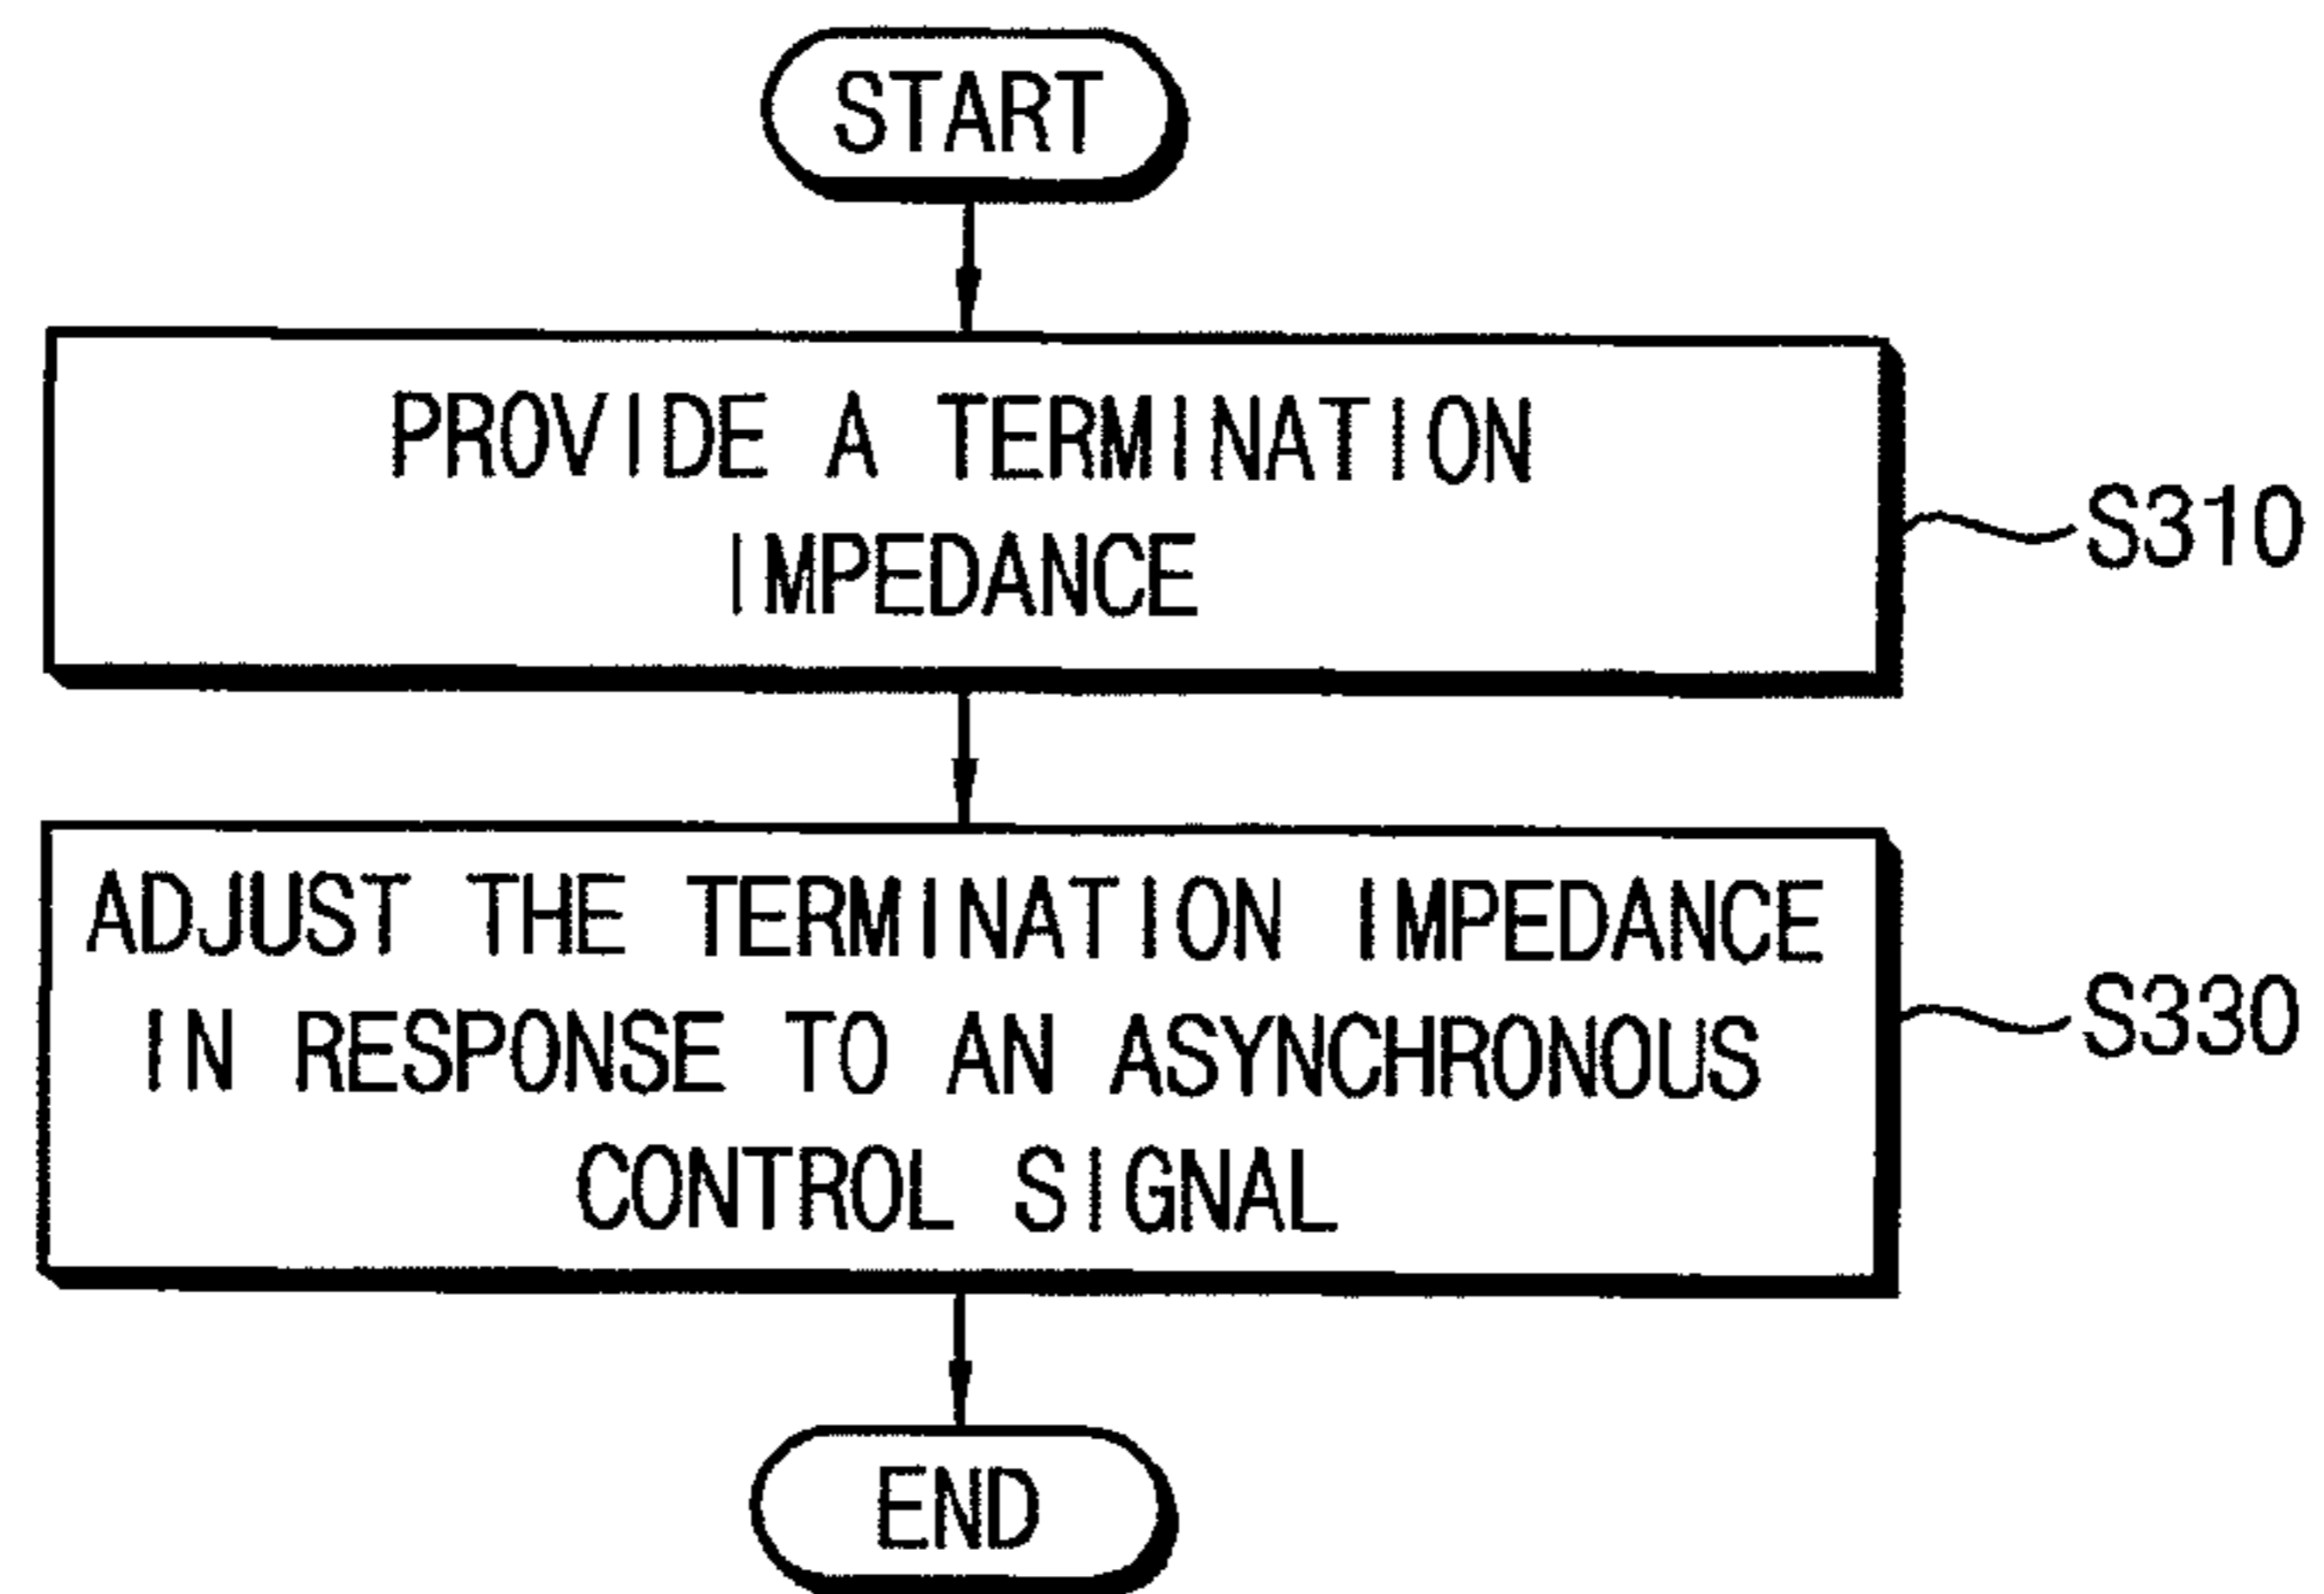 START
PROVIDE A TERMINATION
IMPEDANCE
S310
ADJUST THE TERMINATION IMPEDANCE
IN RESPONSE TO AN ASYNCHRONOUS
CONTROL SIGNAL
S330
END